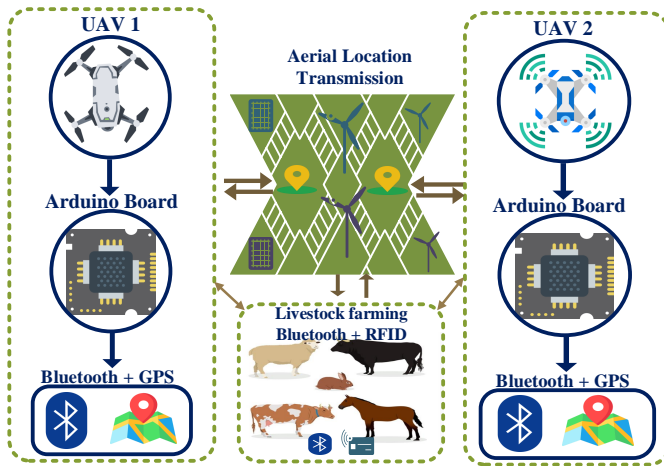 UAV 1
Arduino Board
Bluetooth + GPS
Aerial Location
Transmission
Livestock farming
Bluetooth + RFID
UAV 2
Arduino Board
Bluetooth + GPS